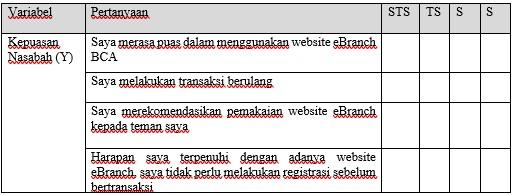 Variabel Pertanyaan STS TS S S
Kepuasan Nasabah (Y) Saya merasa puas dalam menggunakan website eBranch
BCA
Saya melakukan transaksi berulang
Saya merekomendasikan pemakaian website eBranch
kepada teman saya
Harapan saya terpenuhi dengan adanya website
eBranch, saya tidak perlu melakukan registrasi sebelum
bertransaksi